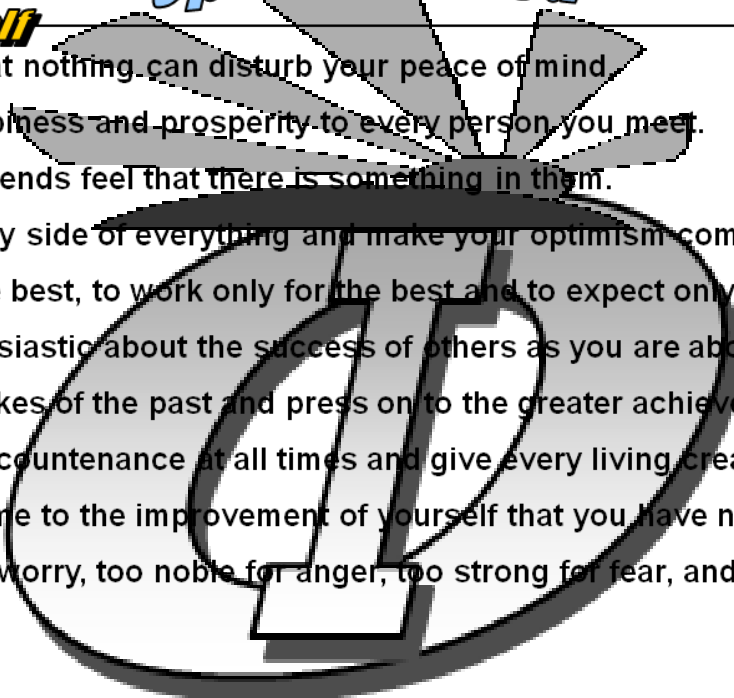 lf
t nothing can disturb your peace of mind.
piness and prosperity to every person you meet.
ends feel that there is something in them.
y side of everything and make your optimism com
best, to work only for the best and to expect only
siastic about the success of others as you are abo
kes of the past and press on to the greater achieve
countenance at all times and give every living crea
me to the improvement of yourself that you have n
worry, too noble for anger, too strong for fear, and